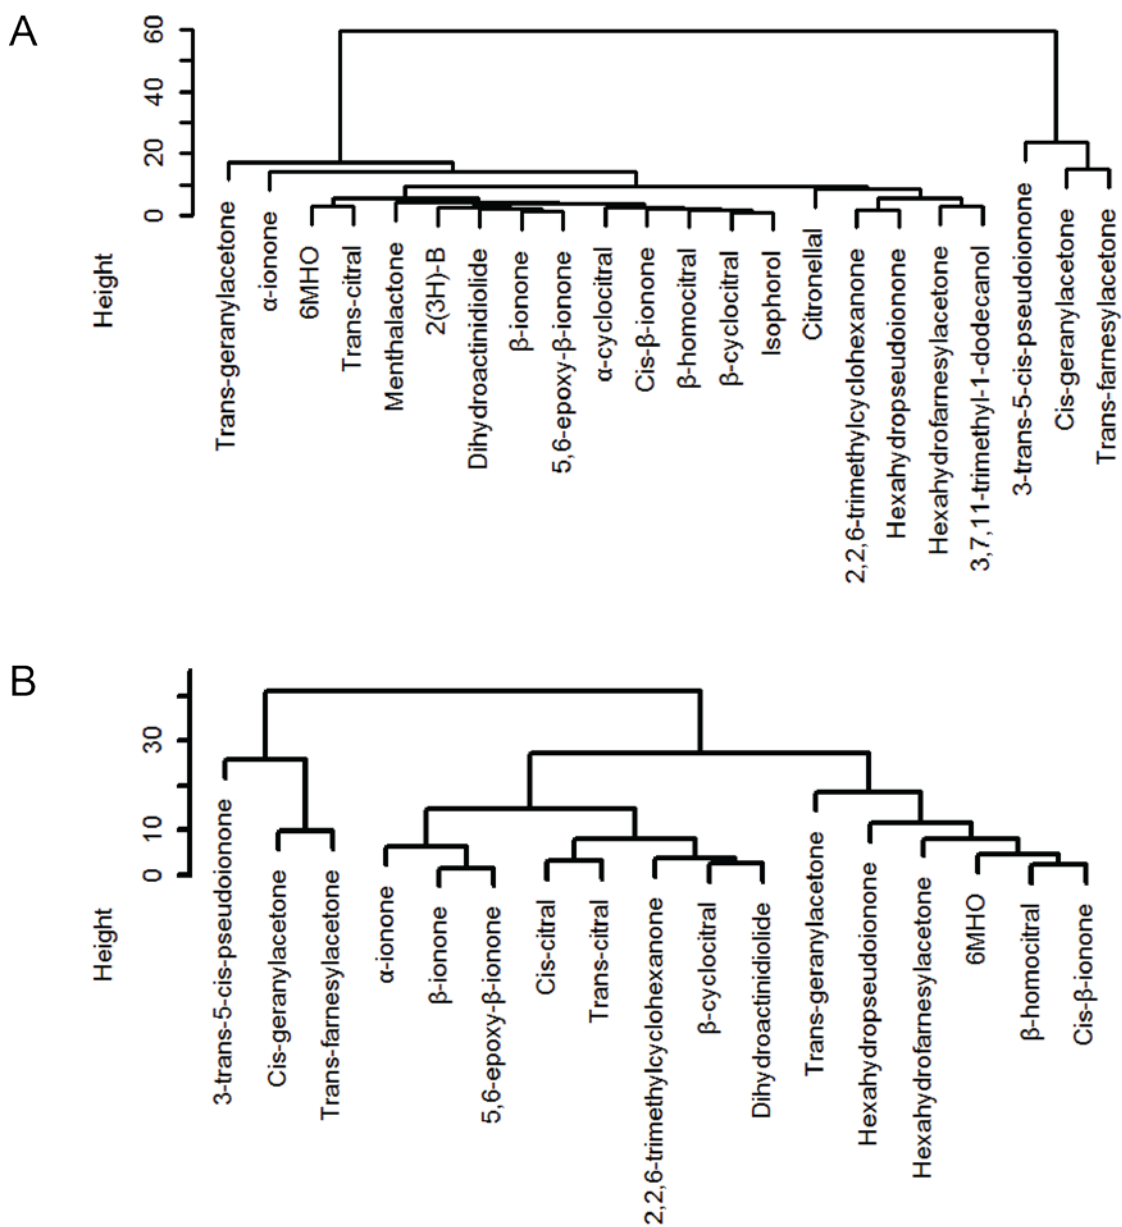 A
60
40
20
0
Height
Trans-geranylacetone
α-ionone
6MHO
Trans-citral
Menthalactone
2(3H)-B
Dihydroactinidiolide
β-ionone
5,6-epoxy-β-ionone
α-cyclocitral
Cis-β-ionone
β-homocitral
β-cyclocitral
Isophorol
Citronellal
2,2,6-trimethylcyclohexanone
Hexahydropseudoionone
Hexahydrofarnesylacetone
3,7,11-trimethyl-1-dodecanol
3-trans-5-cis-pseudoionone
Cis-geranylacetone
Trans-farnesylacetone
B
30
10
0
Height
3-trans-5-cis-pseudoionone
Cis-geranylacetone
Trans-farnesylacetone
α-ionone
β-ionone
5,6-epoxy-β-ionone
Cis-citral
Trans-citral
2,2,6-trimethylcyclohexanone
β-cyclocitral
Dihydroactinidiolide
Trans-geranylacetone
Hexahydropseudoionone
Hexahydrofarnesylacetone
6MHO
β-homocitral
Cis-β-ionone